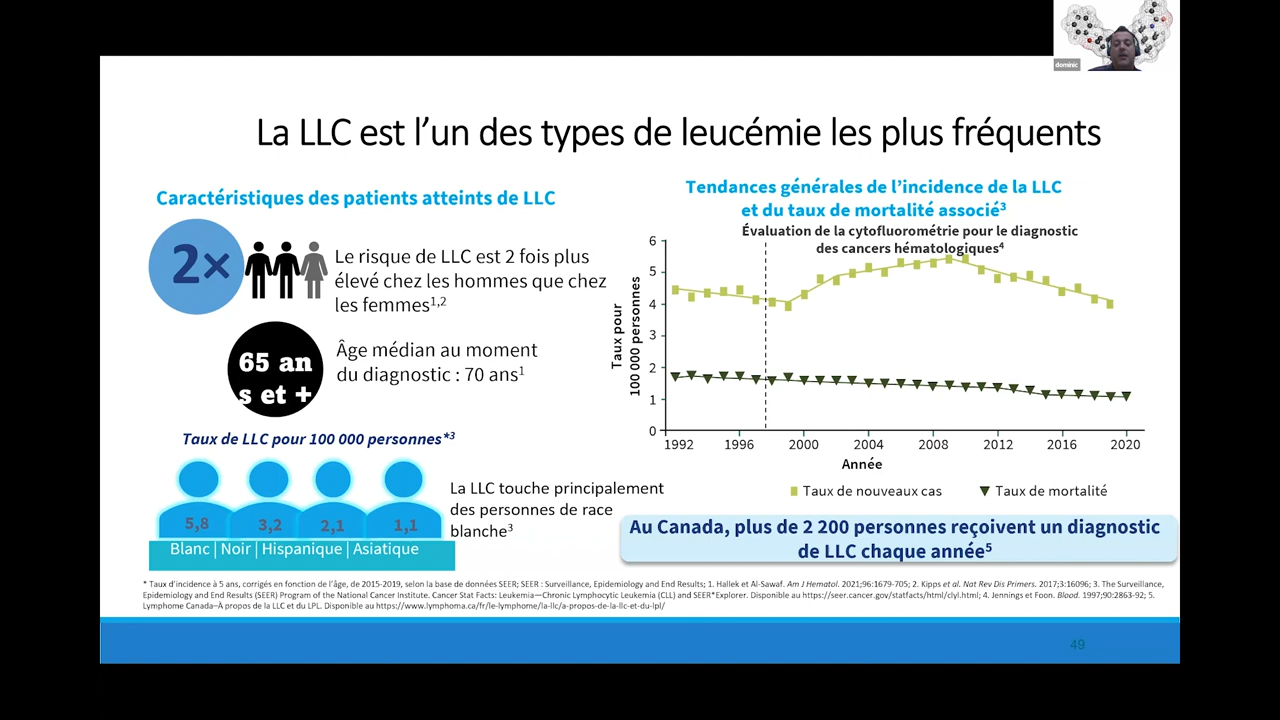 dominic
La LLC est l’un des types de leucémie les plus fréquents
Caractéristiques des patients atteints de LLC
2×
Le risque de LLC est 2 fois plus
élevé chez les hommes que chez
les femmes1,2
65 an
s et +
Âge médian au moment
du diagnostic : 70 ans1
Taux de LLC pour 100 000 personnes*3
5,8 3,2 2,1 1,1
Blanc | Noir | Hispanique | Asiatique
La LLC touche principalement
des personnes de race
blanche3
Tendances générales de l’incidence de la LLC
et du taux de mortalité associé3
Évaluation de la cytofluorométrie pour le diagnostic
des cancers hématologiques4
Taux pour
100 000 personnes
6
5
4
3
2
1
0
1992 1996 2000 2004 2008 2012 2016 2020
Année
Taux de nouveaux cas Taux de mortalité
Au Canada, plus de 2 200 personnes reçoivent un diagnostic
de LLC chaque année5
* Taux d’incidence à 5 ans, corrigés en fonction de l’âge, de 2015-2019, selon la base de données SEER; SEER : Surveillance, Epidemiology and End Results; 1. Hallek et Al-Sawaf. Am J Hematol. 2021;96:1679-705; 2. Kipps et al. Nat Rev Dis Primers. 2017;3:16096; 3. The Surveillance,
Epidemiology and End Results (SEER) Program of the National Cancer Institute. Cancer Stat Facts: Leukemia—Chronic Lymphocytic Leukemia (CLL) and SEER*Explorer. Disponible au https://seer.cancer.gov/statfacts/html/clyl.html; 4. Jennings et Foon. Blood. 1997;90:2863-92; 5.
Lymphome Canada–À propos de la LLC et du LPL. Disponible au https://www.lymphoma.ca/fr/le-lymphome/la-llc/a-propos-de-la-llc-et-du-lpl/
49